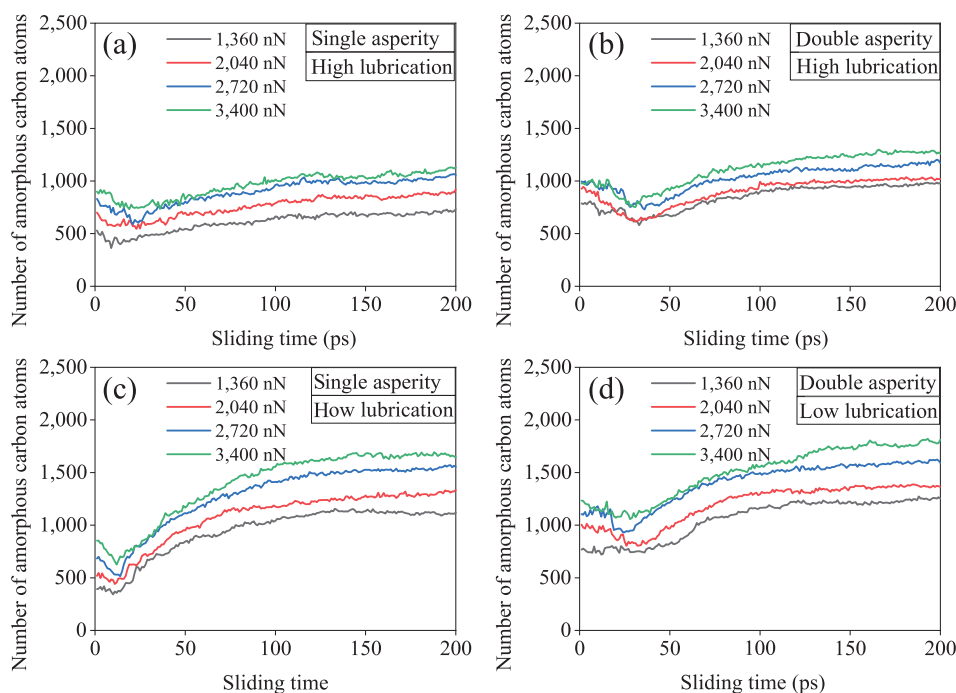 Number of amorphous carbon atoms
2,500
2,000
1,500
1,000
500
0
(a)
1,360 nN
2,040 nN
2,720 nN
3,400 nN
Single asperity
High lubrication
0 50 100 150 200
Sliding time (ps)
Number of amorphous carbon atoms
2,500
2,000
1,500
1,000
500
0
(b)
1,360 nN
2,040 nN
2,720 nN
3,400 nN
Double asperity
High lubrication
0 50 100 150 200
Sliding time (ps)
Number of amorphous carbon atoms
2,500
2,000
1,500
1,000
500
0
(c)
1,360 nN
2,040 nN
2,720 nN
3,400 nN
Single asperity
How lubrication
0 50 100 150 200
Sliding time
Number of amorphous carbon atoms
2,500
2,000
1,500
1,000
500
0
(d)
1,360 nN
2,040 nN
2,720 nN
3,400 nN
Double asperity
Low lubrication
0 50 100 150 200
Sliding time (ps)